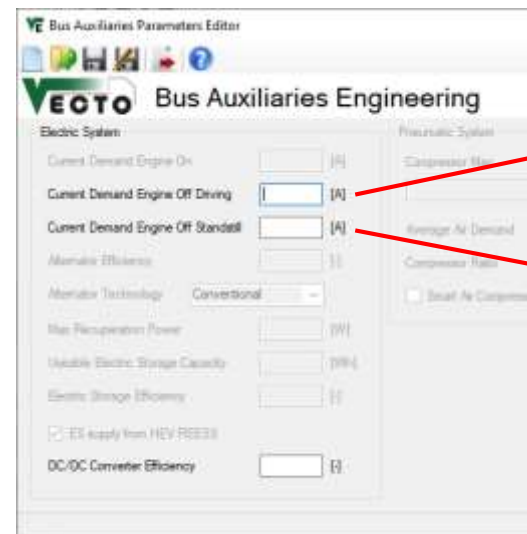 Bus Auxiliaries Parameters Editor
VECTO Bus Auxiliaries Engineering
Electric System
Pneumatic System
Current Demand Engine On [A]
Compressor Map
Current Demand Engine Off Driving [A]
Current Demand Engine Off Standstill [A]
Average Air Demand
Alternator Efficiency [-]
Compressor Ratio
Alternator Technology Conventional
Smart Air Compress
Max Recuperation Power [W]
Useable Electric Storage Capacity [Wh]
Electric Storage Efficiency [-]
ES supply from HEV REESS
DC/DC Converter Efficiency [-]